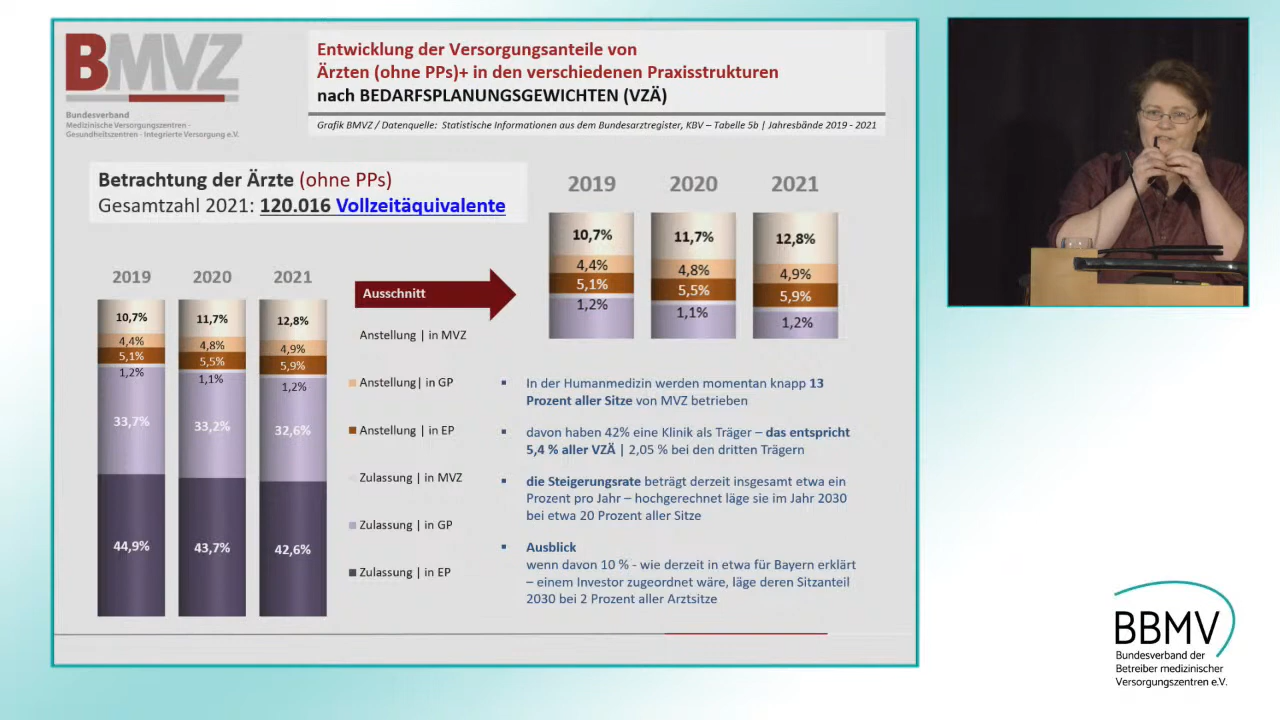 BMVZ
Bundesverband
Medizinische Versorgungszentren -
Gesundheitszentren - Integrierte Versorgung e.V.
Entwicklung der Versorgungsanteile von
Ärzten (ohne PPs)+ in den verschiedenen Praxisstrukturen
nach BEDARFSPLANUNGSGEWICHTEN (VZÄ)
Grafik BMVZ / Datenquelle: Statistische Informationen aus dem Bundesarztregister, KBV – Tabelle 5b | Jahresbände 2019 - 2021
Betrachtung der Ärzte (ohne PPs)
Gesamtzahl 2021: 120.016 Vollzeitäquivalente
2019 2020 2021
10,7% 11,7% 12,8%
4,4% 4,8% 4,9%
5,1% 5,5% 5,9%
1,2% 1,1% 1,2%
33,7% 33,2% 32,6%
44,9% 43,7% 42,6%
Ausschnitt
Anstellung | in MVZ
Anstellung | in GP
Anstellung | in EP
Zulassung | in MVZ
Zulassung | in GP
Zulassung | in EP
2019 2020 2021
10,7% 11,7% 12,8%
4,4% 4,8% 4,9%
5,1% 5,5% 5,9%
1,2% 1,1% 1,2%
In der Humanmedizin werden momentan knapp 13
Prozent aller Sitze von MVZ betrieben
davon haben 42% eine Klinik als Träger – das entspricht
5,4 % aller VZÄ | 2,05 % bei den dritten Trägern
die Steigerungsrate beträgt derzeit insgesamt etwa ein
Prozent pro Jahr – hochgerechnet läge sie im Jahr 2030
bei etwa 20 Prozent aller Sitze
Ausblick
wenn davon 10 % - wie derzeit in etwa für Bayern erklärt
– einem Investor zugeordnet wäre, läge deren Sitzanteil
2030 bei 2 Prozent aller Arztsitze
BBMV
Bundesverband der
Betreiber medizinischer
Versorgungszentren e.V.